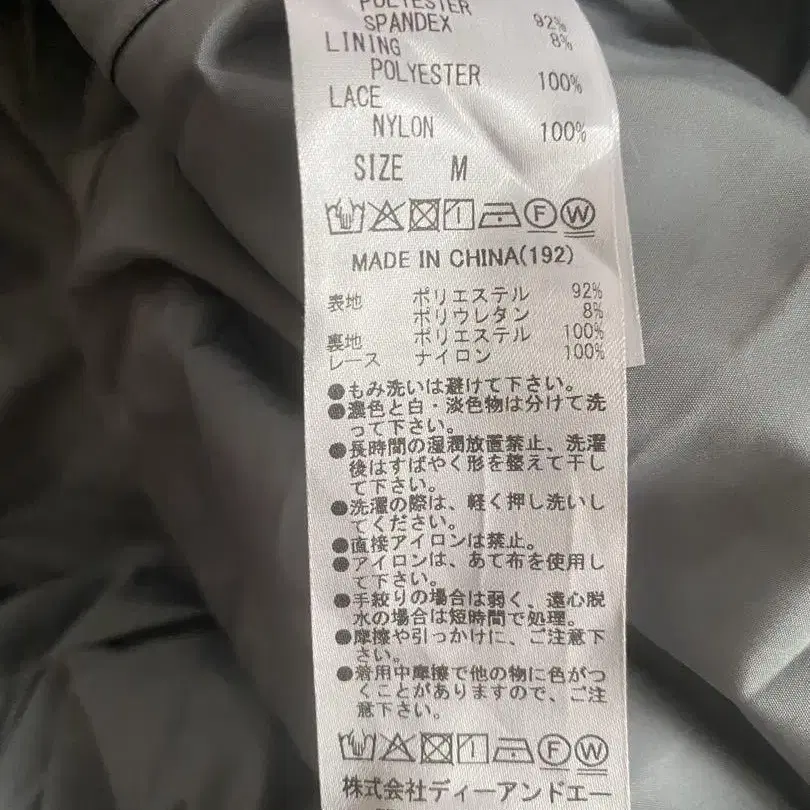 POLYESTER
SPANDEX 92%
LINING 8%
POLYESTER 100%
LACE
NYLON 100%
SIZE M
F W
MADE IN CHINA(192)
表地 ポリエステル 92%
ポリウレタン 8%
裏地 ポリエステル 100%
レース ナイロン 100%
●もみ洗いは避けて下さい。
●濃色と白・淡色物は分けて洗
って下さい。
●長時間の湿潤放置禁止、洗濯
後はすばやく形を整えて干し
て下さい。
●洗濯の際は、軽く押し洗いし
てください。
●直接アイロンは禁止。
●アイロンは、あて布を使用し
て下さい。
●手絞りの場合は弱く、遠心脱
水の場合は短時間で処理。
●摩擦や引っかけに、ご注意下
さい。
●着用中摩擦で他の物に色がつ
くことがありますので、ご注
意下さい。
F W
株式会社ディーアンドエー